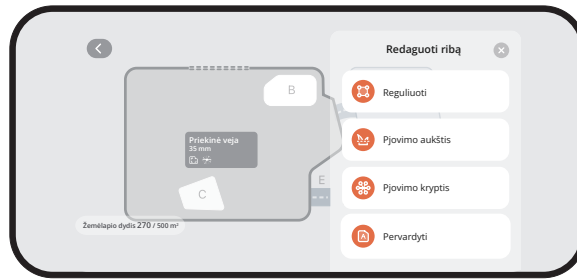 Redaguoti ribą
B
Reguliuoti
Priekinė veja
35 mm
Pjovimo aukštis
E
C
Pjovimo kryptis
Žemėlapio dydis 270 / 500 m²
Pervardyti